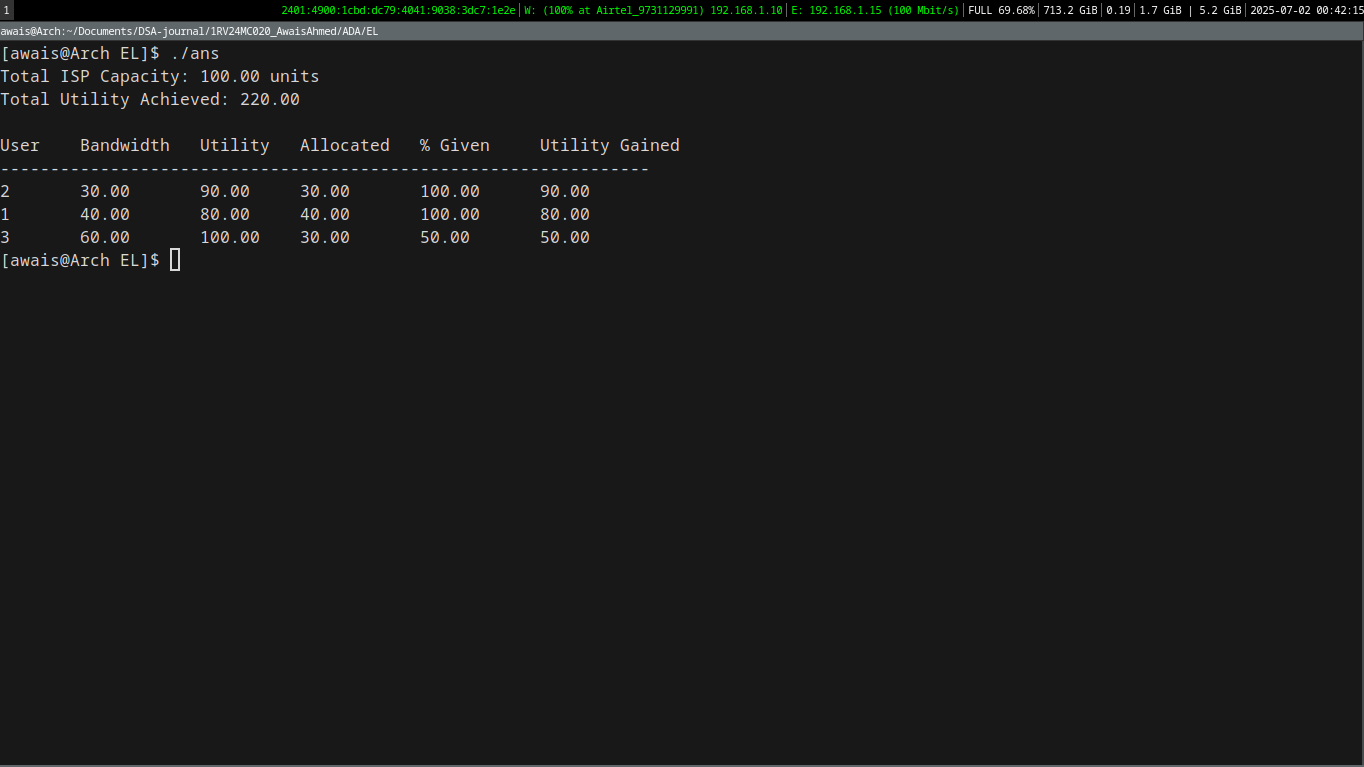 1 2401:4900:1cbd:dc79:4041:9038:3dc7:1e2e W: (100% at Airtel_9731129991) 192.168.1.10 E: 192.168.1.15 (100 Mbit/s) FULL 69.68% 713.2 GiB 0.19 1.7 GiB | 5.2 GiB 2025-07-02 00:42:15
awais@Arch:~/Documents/DSA-journal/1RV24MC020_AwaisAhmed/ADA/EL
[awais@Arch EL]$ ./ans
Total ISP Capacity: 100.00 units
Total Utility Achieved: 220.00
User Bandwidth Utility Allocated % Given Utility Gained
-----------------------------------------------------------------
2 30.00 90.00 30.00 100.00 90.00
1 40.00 80.00 40.00 100.00 80.00
3 60.00 100.00 30.00 50.00 50.00
[awais@Arch EL]$